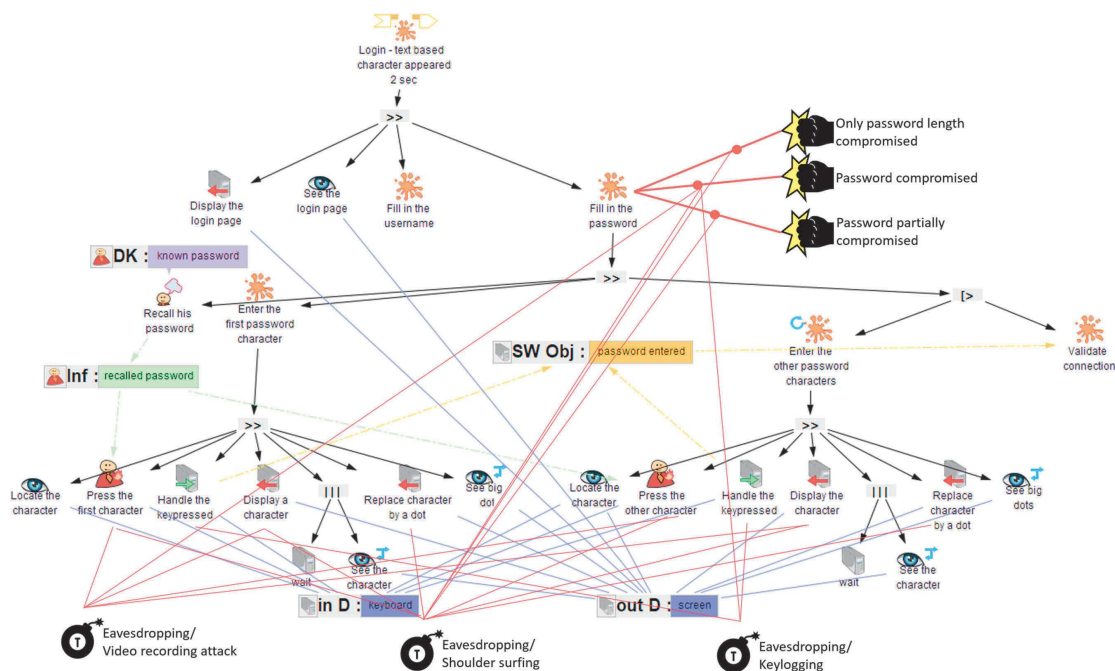 Login - text based
character appeared
2 sec
>>
Only password length
compromised
Password compromised
Password partially
compromised
Display the
login page
See the
login page
Fill in the
username
Fill in the
password
DK : known password
>>
[>
Recall his
password
Enter the
first password
character
SW Obj : password entered
Enter the
other password
characters
Validate
connection
Inf : recalled password
>>
>>
Locate the
character
Press the
first character
Handle the
keypressed
Display a
character
|||
Replace character
by a dot
See big
dot
Locate the
character
Press the
other character
Handle the
keypressed
Display the
character
|||
Replace
character
by a dot
See big
dots
wait
See the
character
wait
See the
character
in D : keyboard
out D : screen
T
Eavesdropping/
Video recording attack
T
Eavesdropping/
Shoulder surfing
T
Eavesdropping/
Keylogging